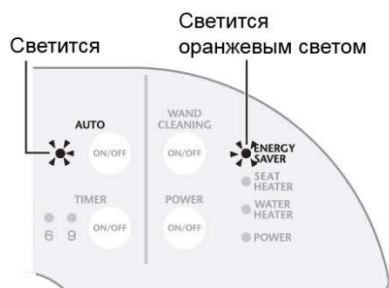 Светится
Светится
оранжевым светом
AUTO
ON/OFF
WAND
CLEANING
ON/OFF
ENERGY
SAVER
SEAT
HEATER
WATER
HEATER
POWER
TIMER
6 9
ON/OFF
POWER
ON/OFF